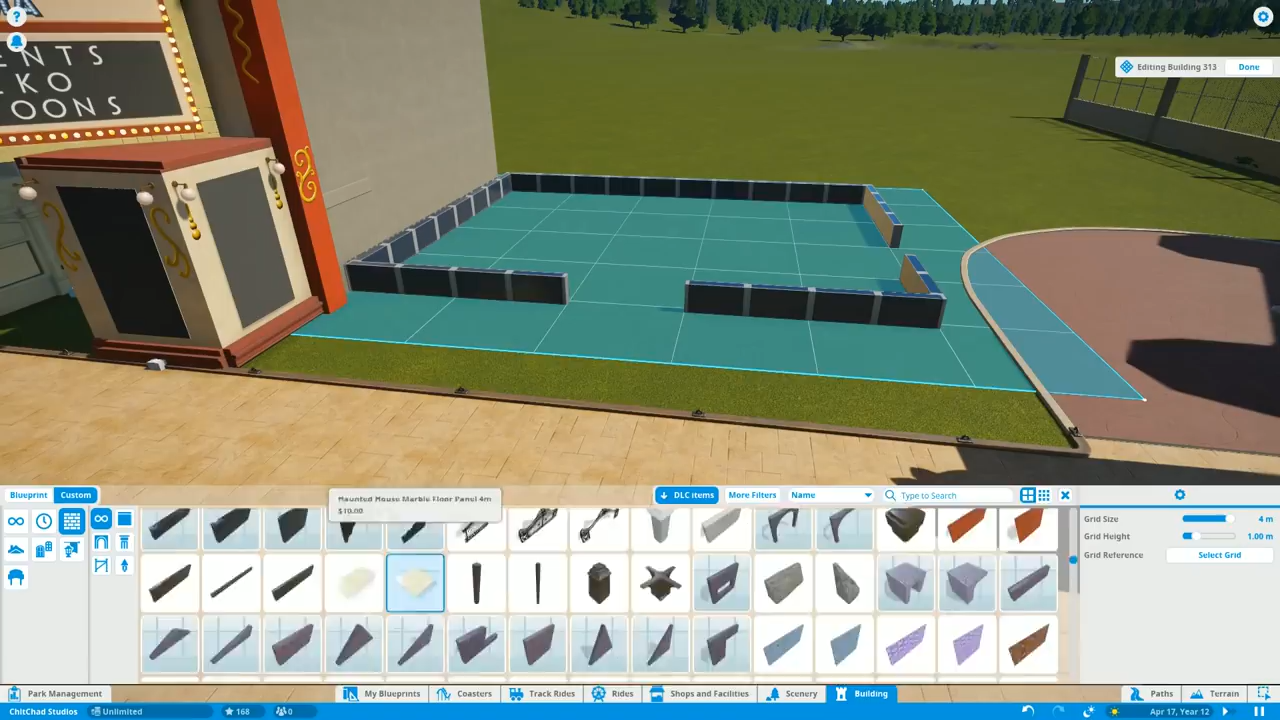 NTS
KO
OONS
Editing Building 313
Done
Haunted House Marble Floor Panel 4m
$10.00
Blueprint
Custom
DLC items
More Filters
Name
Type to Search
Grid Size
4 m
Grid Height
1.00 m
Grid Reference
Select Grid
Park Management
My Blueprints
Coasters
Track Rides
Rides
Shops and Facilities
Scenery
Building
Paths
Terrain
ChitChad Studios
Unlimited
168
0
Apr 17, Year 12